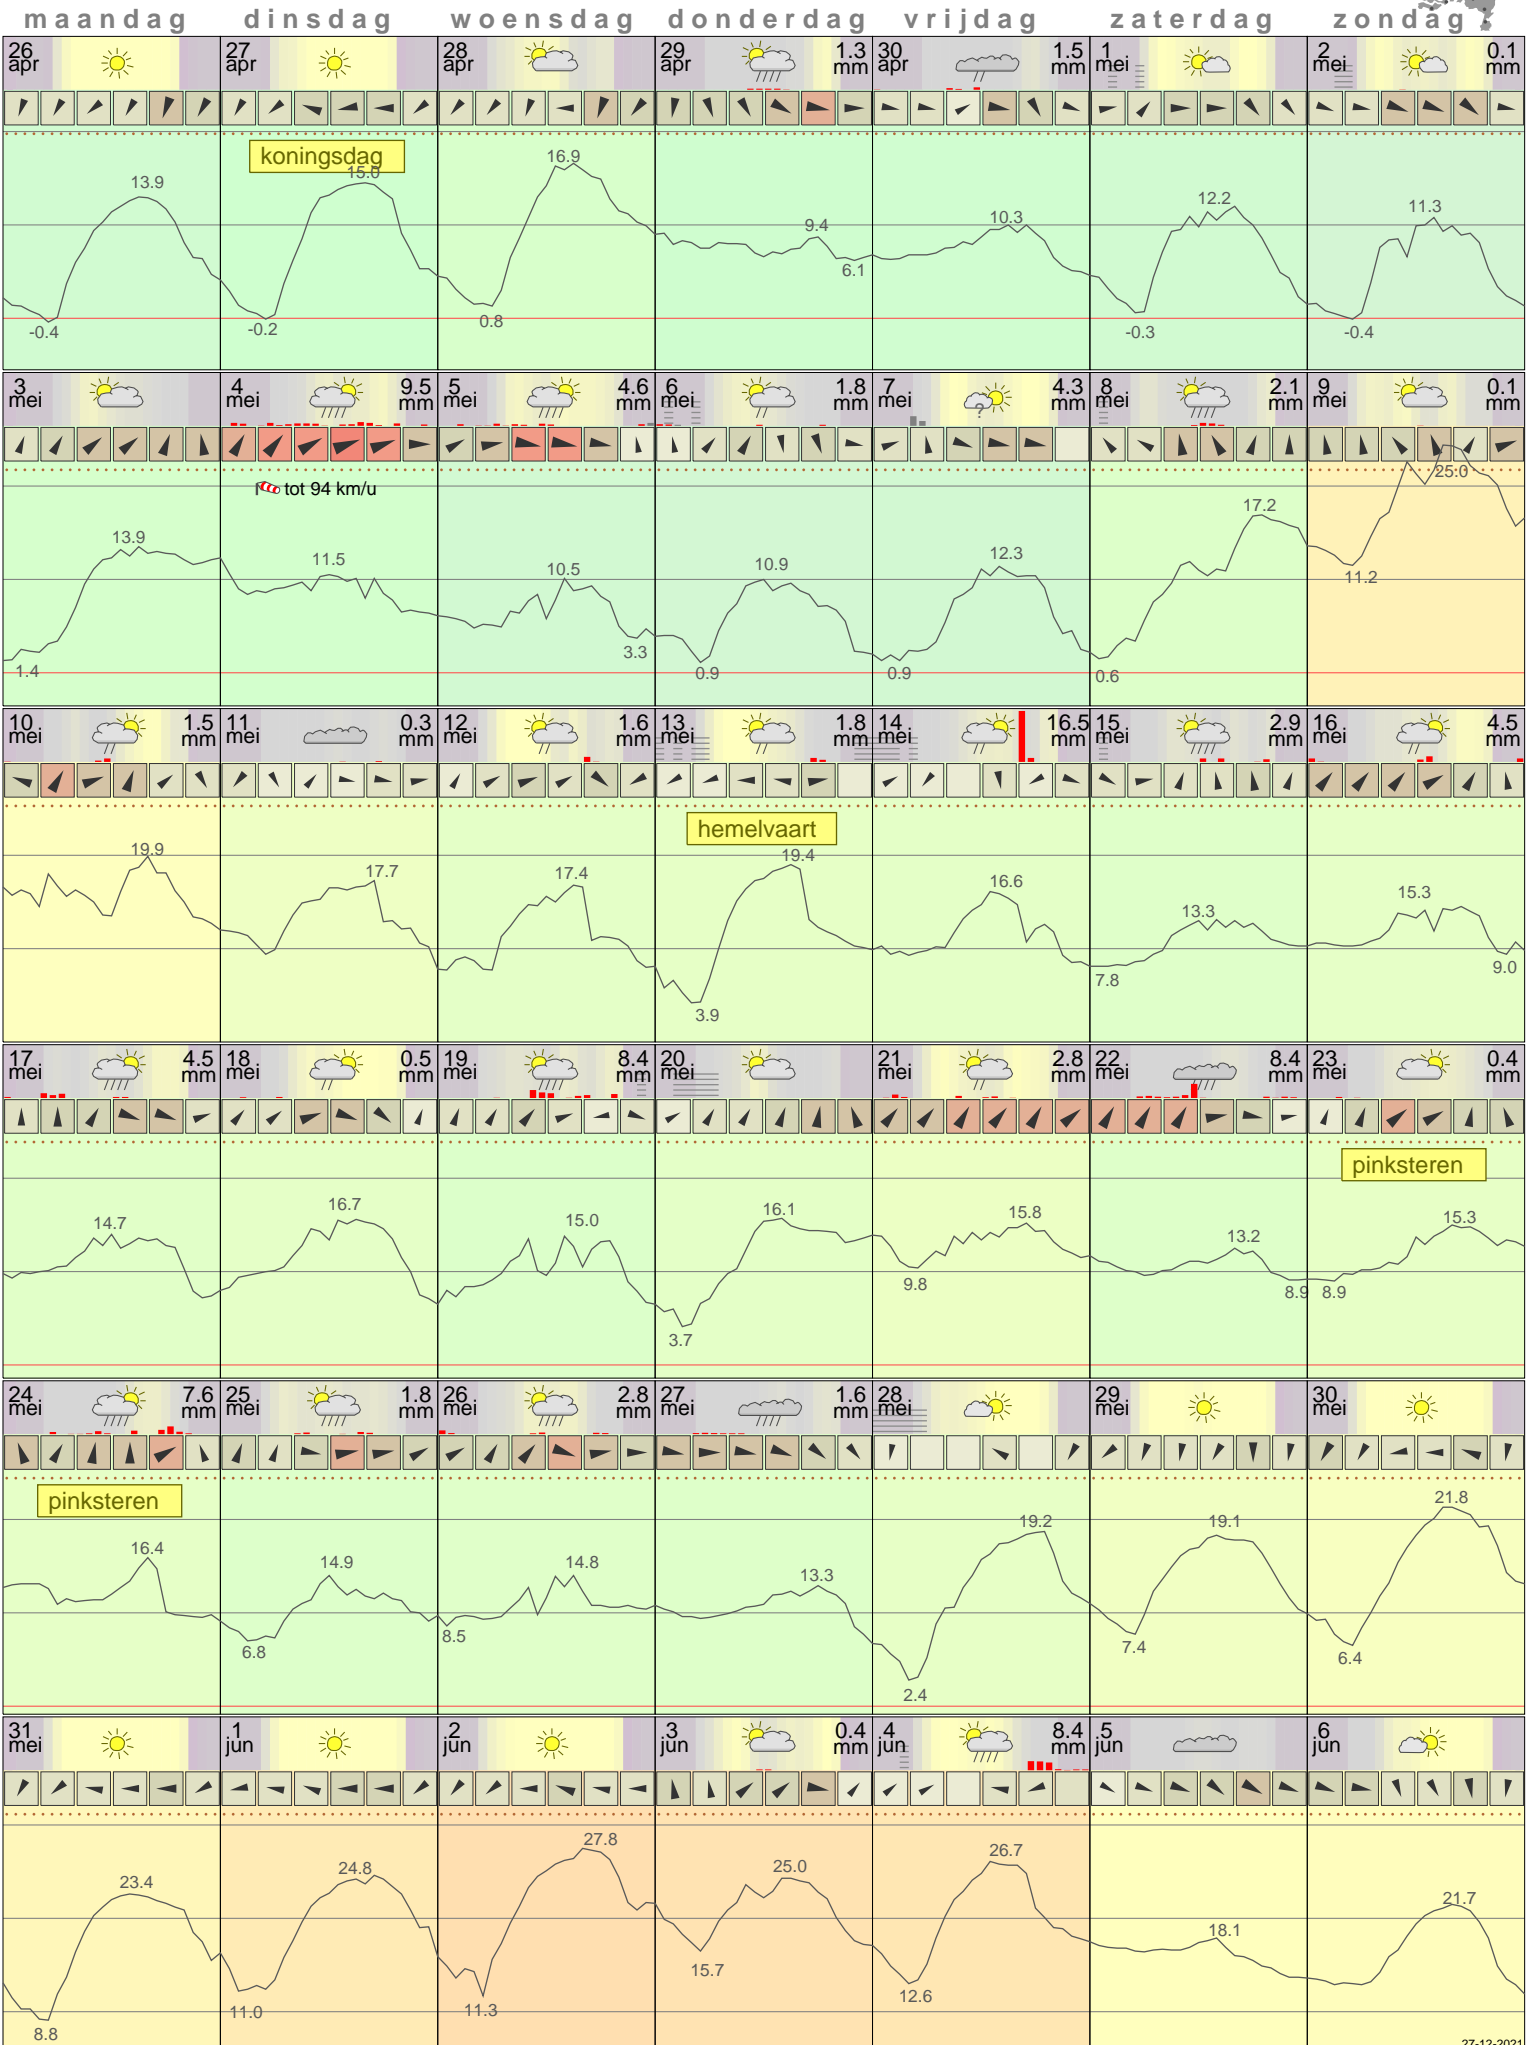 maandag dinsdag woensdag donderdag vrijdag zaterdag zondag
26 apr 27 apr 28 apr 29 apr 1.3 mm 30 apr 1.5 mm 1 mei 2 mei 0.1 mm
koningsdag
13.9 15.0 16.9 9.4 10.3 12.2 11.3
-0.4 -0.2 0.8 6.1 -0.3 -0.4
3 mei 4 mei 9.5 mm 5 mei 4.6 mm 6 mei 1.8 mm 7 mei 4.3 mm 8 mei 2.1 mm 9 mei 0.1 mm
?
tot 94 km/u
13.9 11.5 10.5 10.9 12.3 17.2 25.0
1.4 3.3 0.9 0.9 0.6 11.2
10 mei 1.5 mm 11 mei 0.3 mm 12 mei 1.6 mm 13 mei 1.8 mm 14 mei 16.5 mm 15 mei 2.9 mm 16 mei 4.5 mm
hemelvaart
19.9 17.7 17.4 19.4 16.6 13.3 15.3
3.9 7.8 9.0
17 mei 4.5 mm 18 mei 0.5 mm 19 mei 8.4 mm 20 mei 21 mei 2.8 mm 22 mei 8.4 mm 23 mei 0.4 mm
pinksteren
14.7 16.7 15.0 16.1 15.8 13.2 15.3
3.7 9.8 8.9 8.9
24 mei 7.6 mm 25 mei 1.8 mm 26 mei 2.8 mm 27 mei 1.6 mm 28 mei 29 mei 30 mei
pinksteren
16.4 14.9 14.8 13.3 19.2 19.1 21.8
6.8 8.5 2.4 7.4 6.4
31 mei 1 jun 2 jun 3 jun 0.4 mm 4 jun 8.4 mm 5 jun 6 jun
23.4 24.8 27.8 25.0 26.7 18.1 21.7
8.8 11.0 11.3 15.7 12.6
27-12-2021